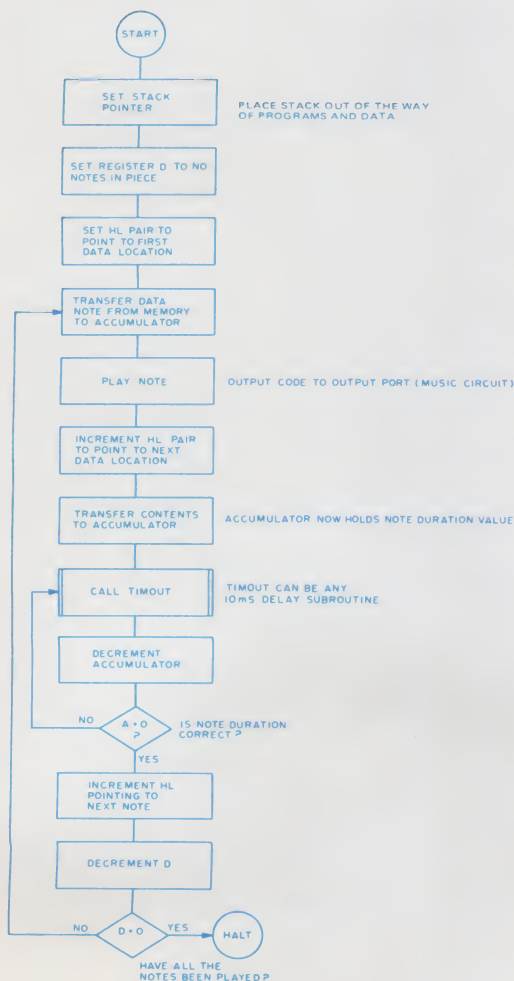 START
SET STACK
POINTER
PLACE STACK OUT OF THE WAY
OF PROGRAMS AND DATA
SET REGISTER D TO NO
NOTES IN PIECE
SET HL PAIR TO
POINT TO FIRST
DATA LOCATION
TRANSFER DATA
NOTE FROM MEMORY
TO ACCUMULATOR
PLAY NOTE
OUTPUT CODE TO OUTPUT PORT (MUSIC CIRCUIT)
INCREMENT HL PAIR
TO POINT TO NEXT
DATA LOCATION
TRANSFER CONTENTS
TO ACCUMULATOR
ACCUMULATOR NOW HOLDS NOTE DURATION VALUE
CALL TIMOUT
TIMOUT CAN BE ANY
10mS DELAY SUBROUTINE
DECREMENT
ACCUMULATOR
NO
A=0
?
IS NOTE DURATION
CORRECT?
YES
INCREMENT HL
POINTING TO
NEXT NOTE
DECREMENT D
NO
D=0
YES
HALT
HAVE ALL THE
NOTES BEEN PLAYED?